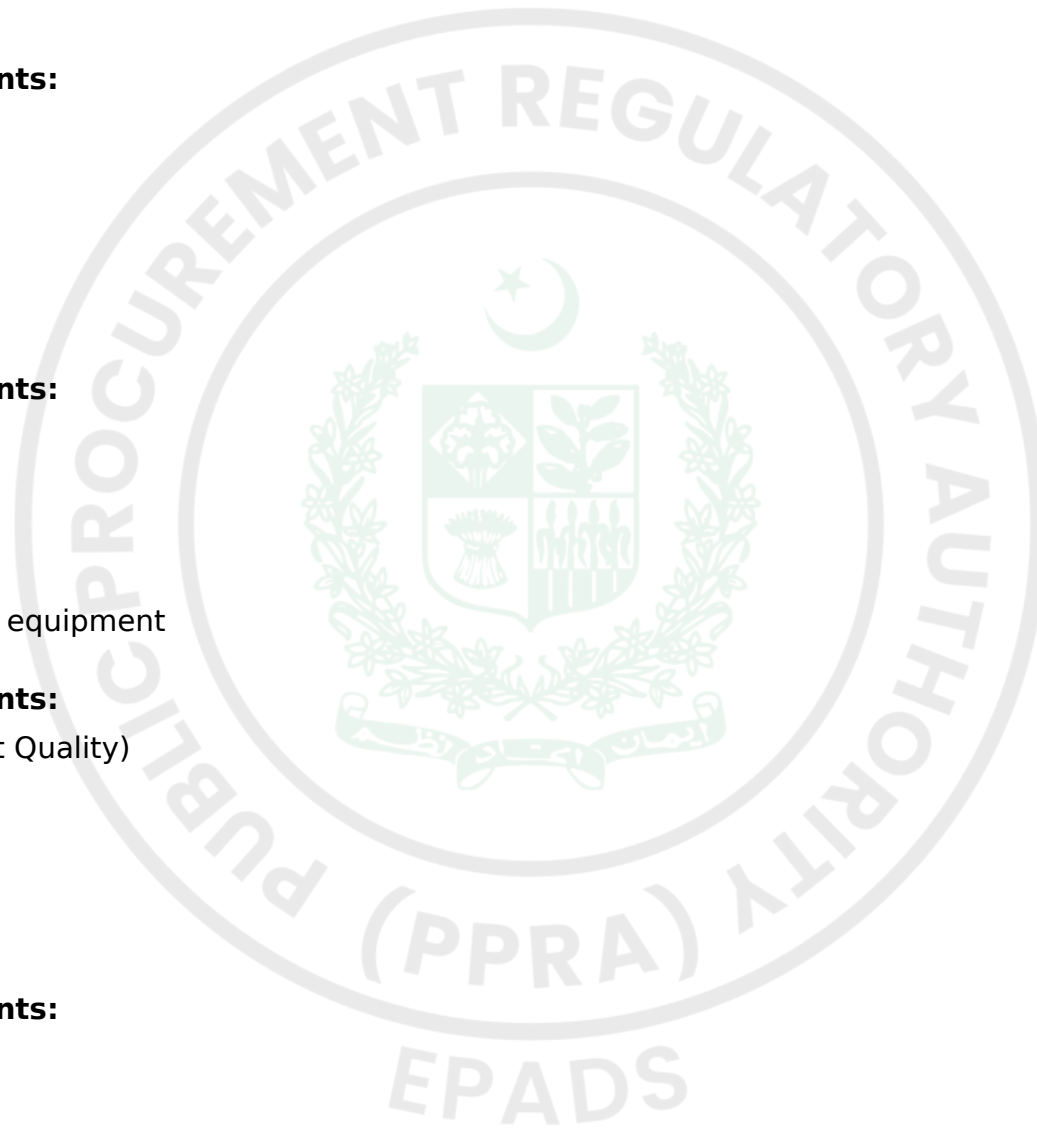 nts:
nts:
equipment
nts:
t Quality)
nts:
PUBLIC PROCUREMENT REGULATORY AUTHORITY
(PPRA)
EPADS